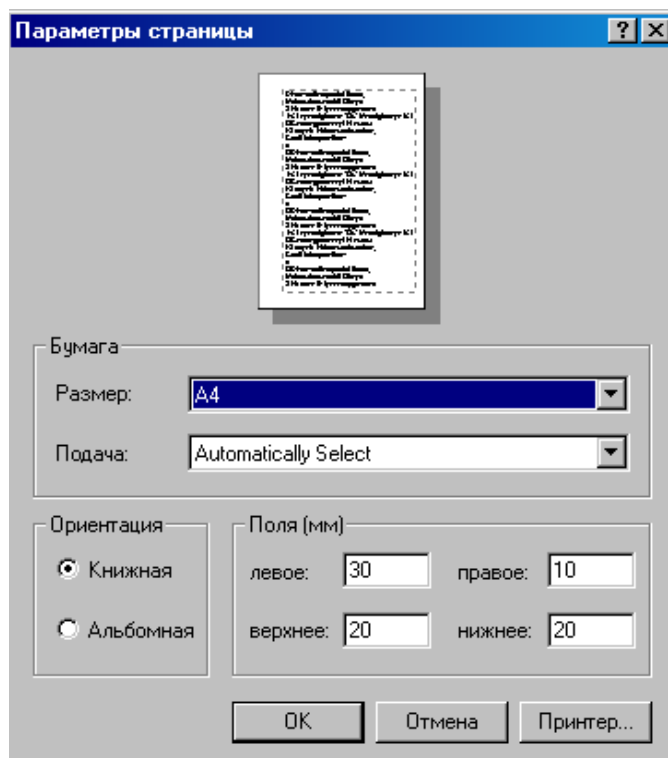 Параметры страницы
Бумага
Размер: A4
Подача: Automatically Select
Ориентация
Книжная
Альбомная
Поля (мм)
левое: 30 правое: 10
верхнее: 20 нижнее: 20
OK Отмена Принтер...